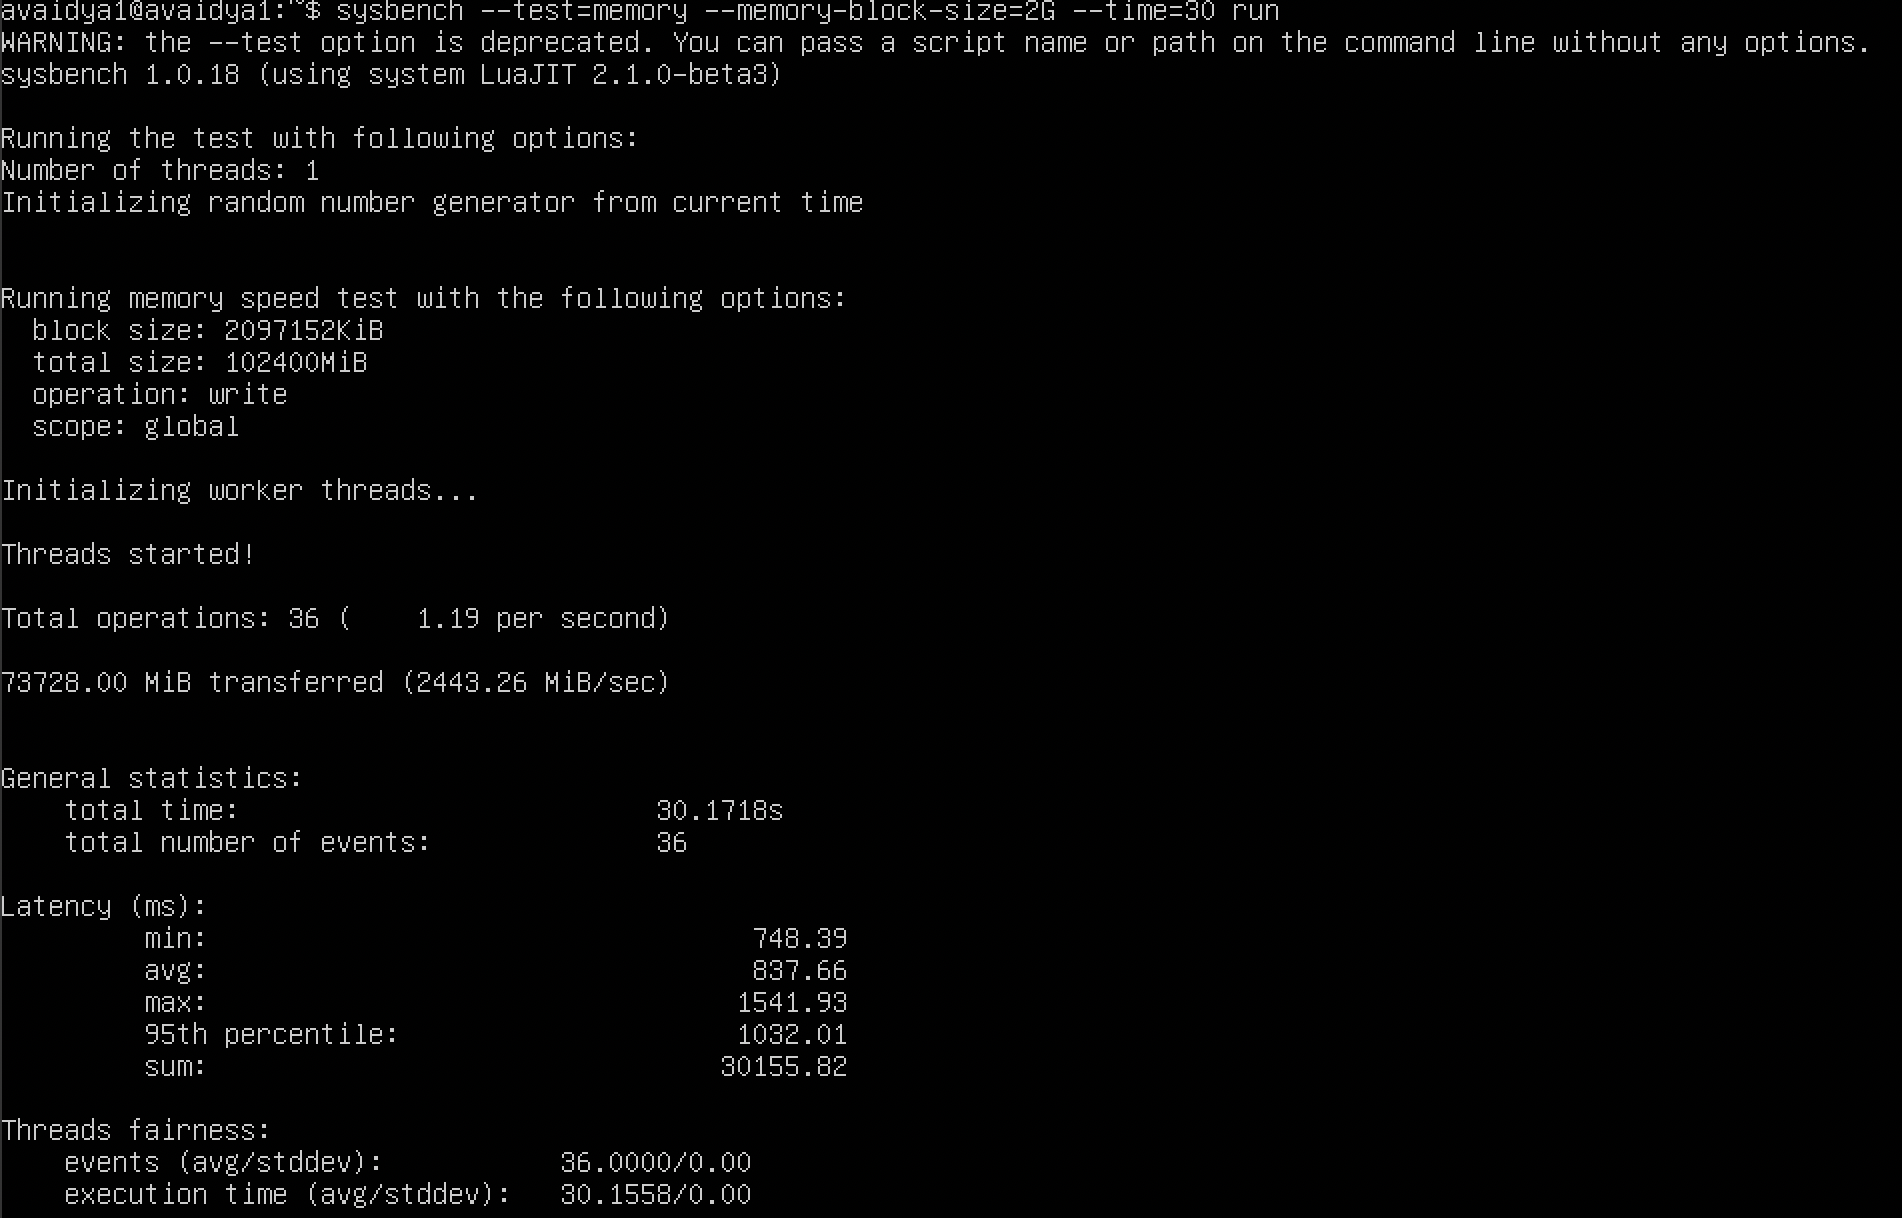 avaidya1@avaidya1:~$ sysbench --test=memory --memory-block-size=2G --time=30 run
WARNING: the --test option is deprecated. You can pass a script name or path on the command line without any options.
sysbench 1.0.18 (using system LuaJIT 2.1.0-beta3)
Running the test with following options:
Number of threads: 1
Initializing random number generator from current time
Running memory speed test with the following options:
block size: 2097152KiB
total size: 102400MiB
operation: write
scope: global
Initializing worker threads...
Threads started!
Total operations: 36 (    1.19 per second)
73728.00 MiB transferred (2443.26 MiB/sec)
General statistics:
total time: 30.1718s
total number of events: 36
Latency (ms):
min: 748.39
avg: 837.66
max: 1541.93
95th percentile: 1032.01
sum: 30155.82
Threads fairness:
events (avg/stddev): 36.0000/0.00
execution time (avg/stddev): 30.1558/0.00